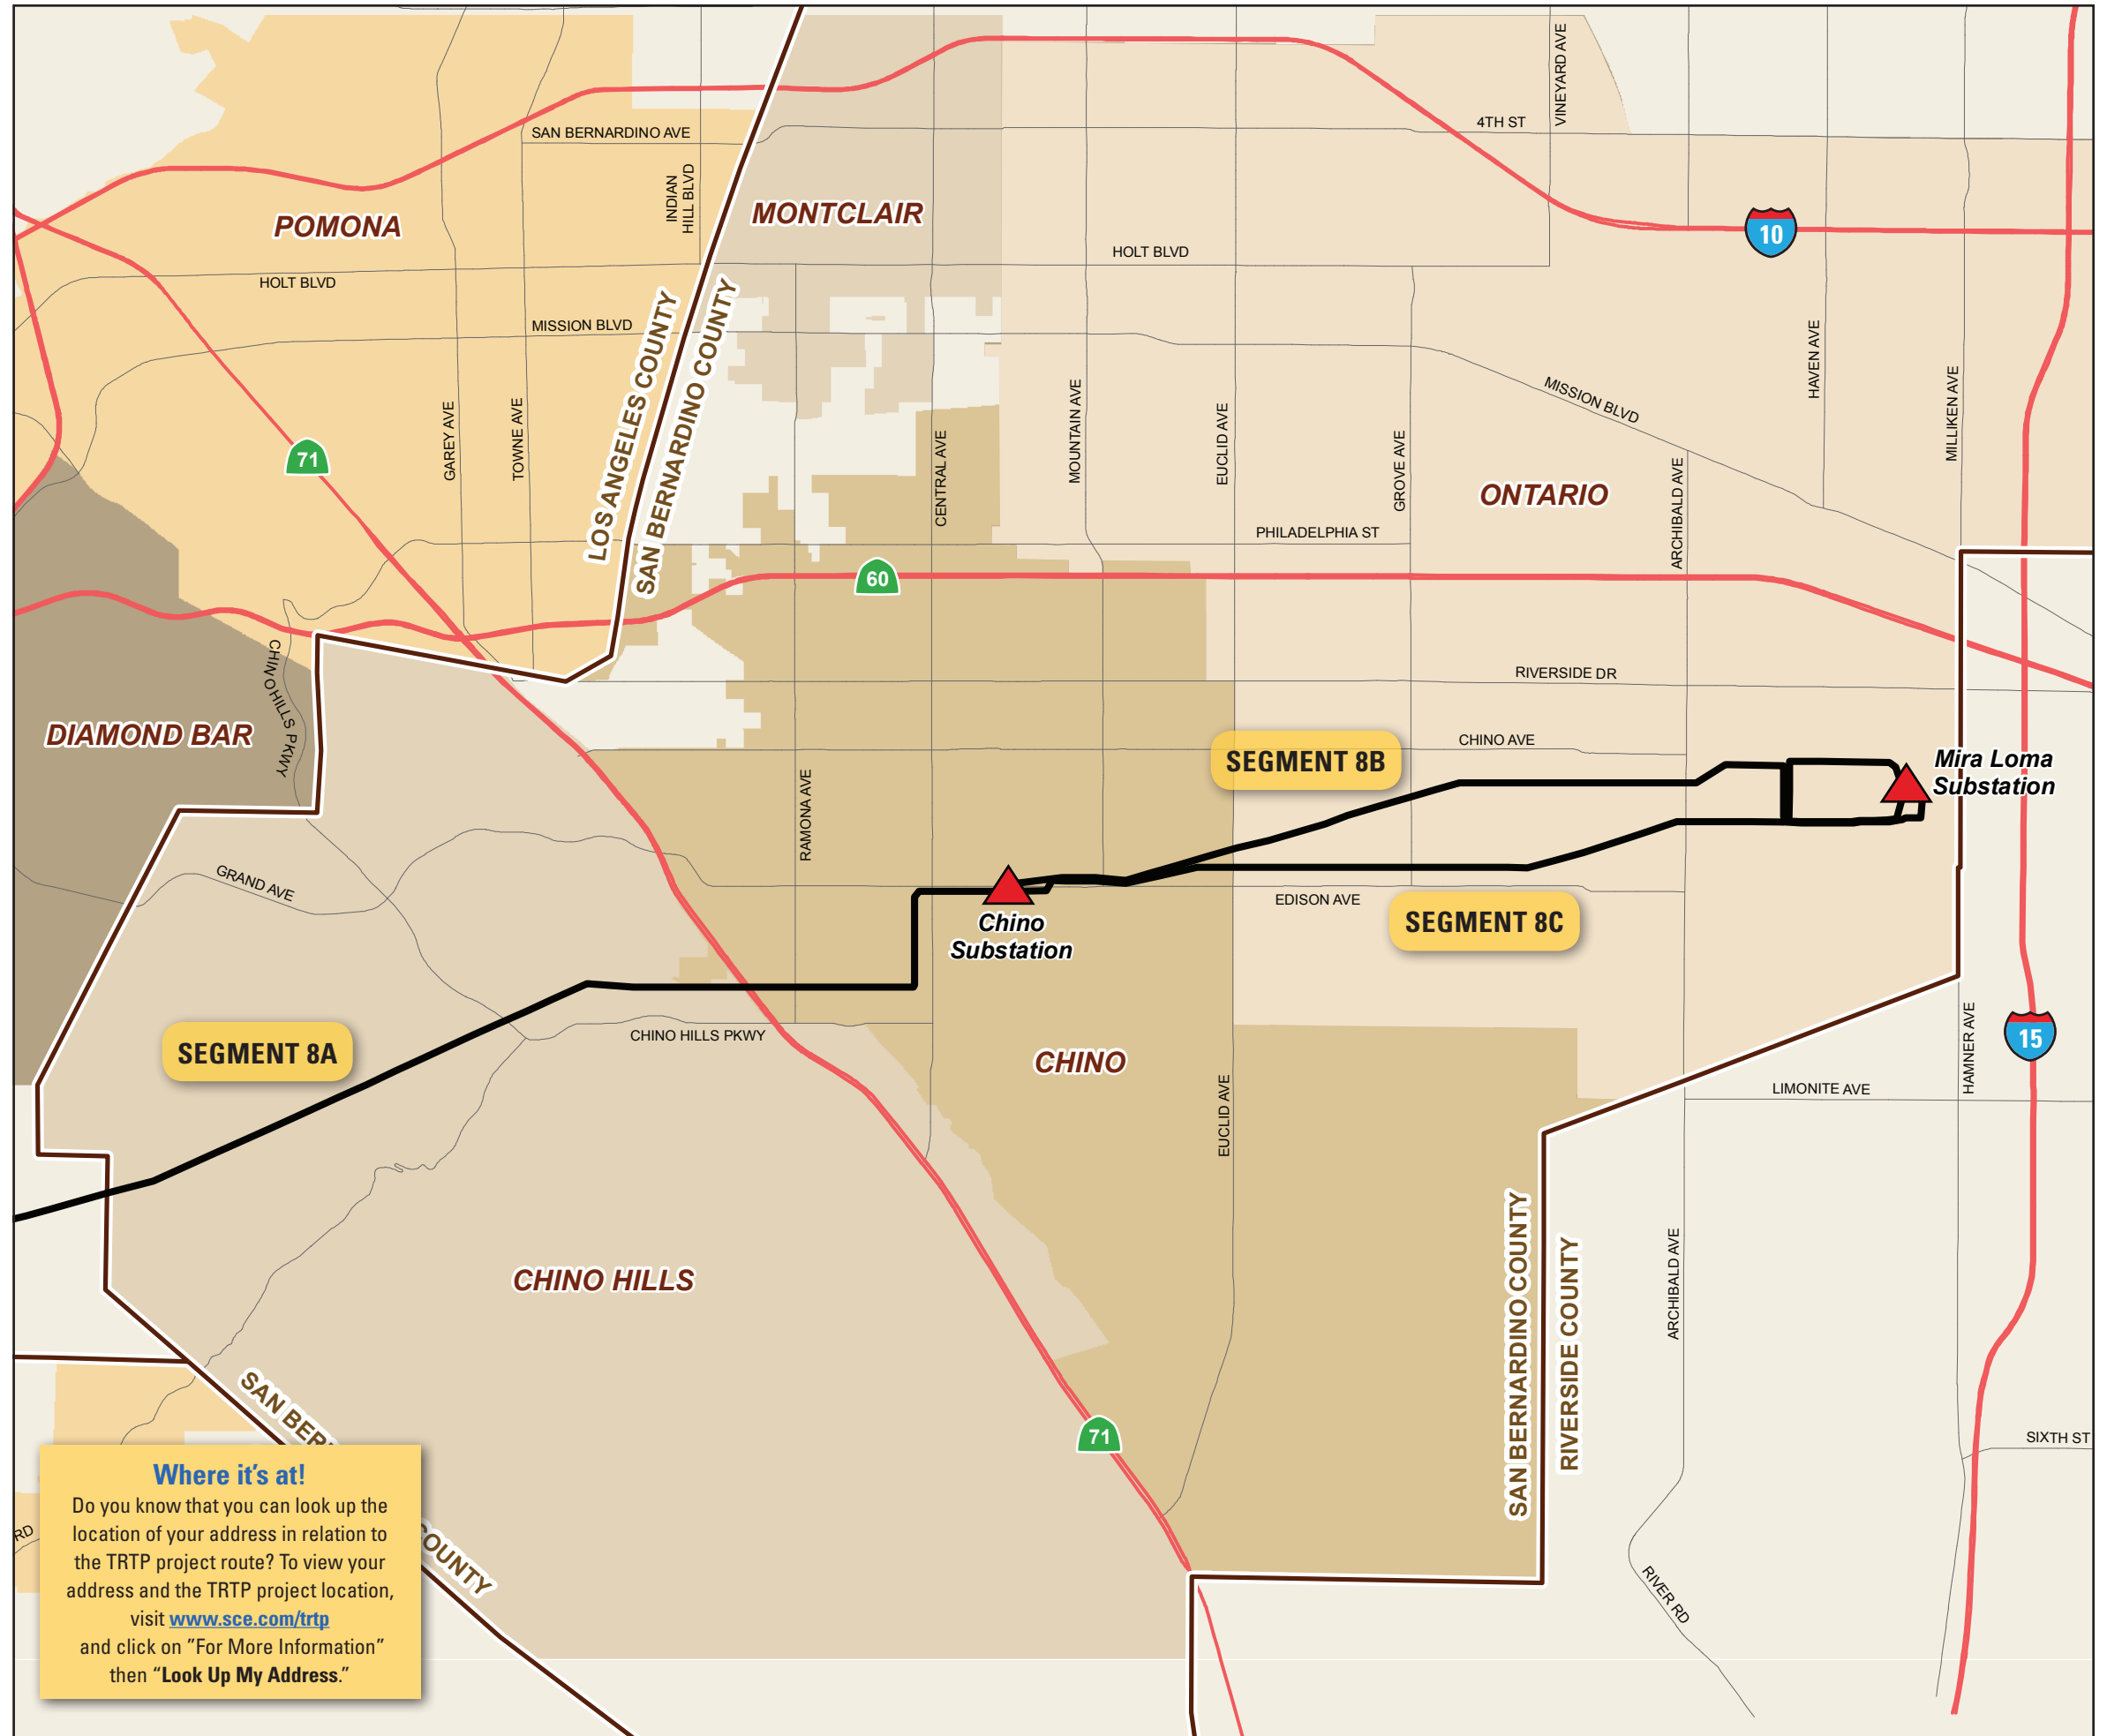 VINEYARD AVE
4TH ST
SAN BERNARDINO AVE
INDIAN
HILL BLVD
POMONA
MONTCLAIR
10
HOLT BLVD
HOLT BLVD
MISSION BLVD
LOS ANGELES COUNTY
SAN BERNARDINO COUNTY
HAVEN AVE
MILLIKEN AVE
MISSION BLVD
MOUNTAIN AVE
EUCLID AVE
GAREY AVE
TOWNE AVE
CENTRAL AVE
GROVE AVE
ARCHIBALD AVE
71
ONTARIO
PHILADELPHIA ST
60
RIVERSIDE DR
CHINO HILLS PKWY
DIAMOND BAR
CHINO AVE
SEGMENT 8B
Mira Loma
Substation
RAMONA AVE
GRAND AVE
EDISON AVE
SEGMENT 8C
Chino
Substation
SEGMENT 8A
CHINO HILLS PKWY
CHINO
15
HAMNER AVE
LIMONITE AVE
EUCLID AVE
CHINO HILLS
SAN BERNARDINO COUNTY
RIVERSIDE COUNTY
ARCHIBALD AVE
71
SIXTH ST
SAN BER
COUNTY
RD
RIVER RD
Where it's at!
Do you know that you can look up the
location of your address in relation to
the TRTP project route? To view your
address and the TRTP project location,
visit www.sce.com/trtp
and click on "For More Information"
then "Look Up My Address."